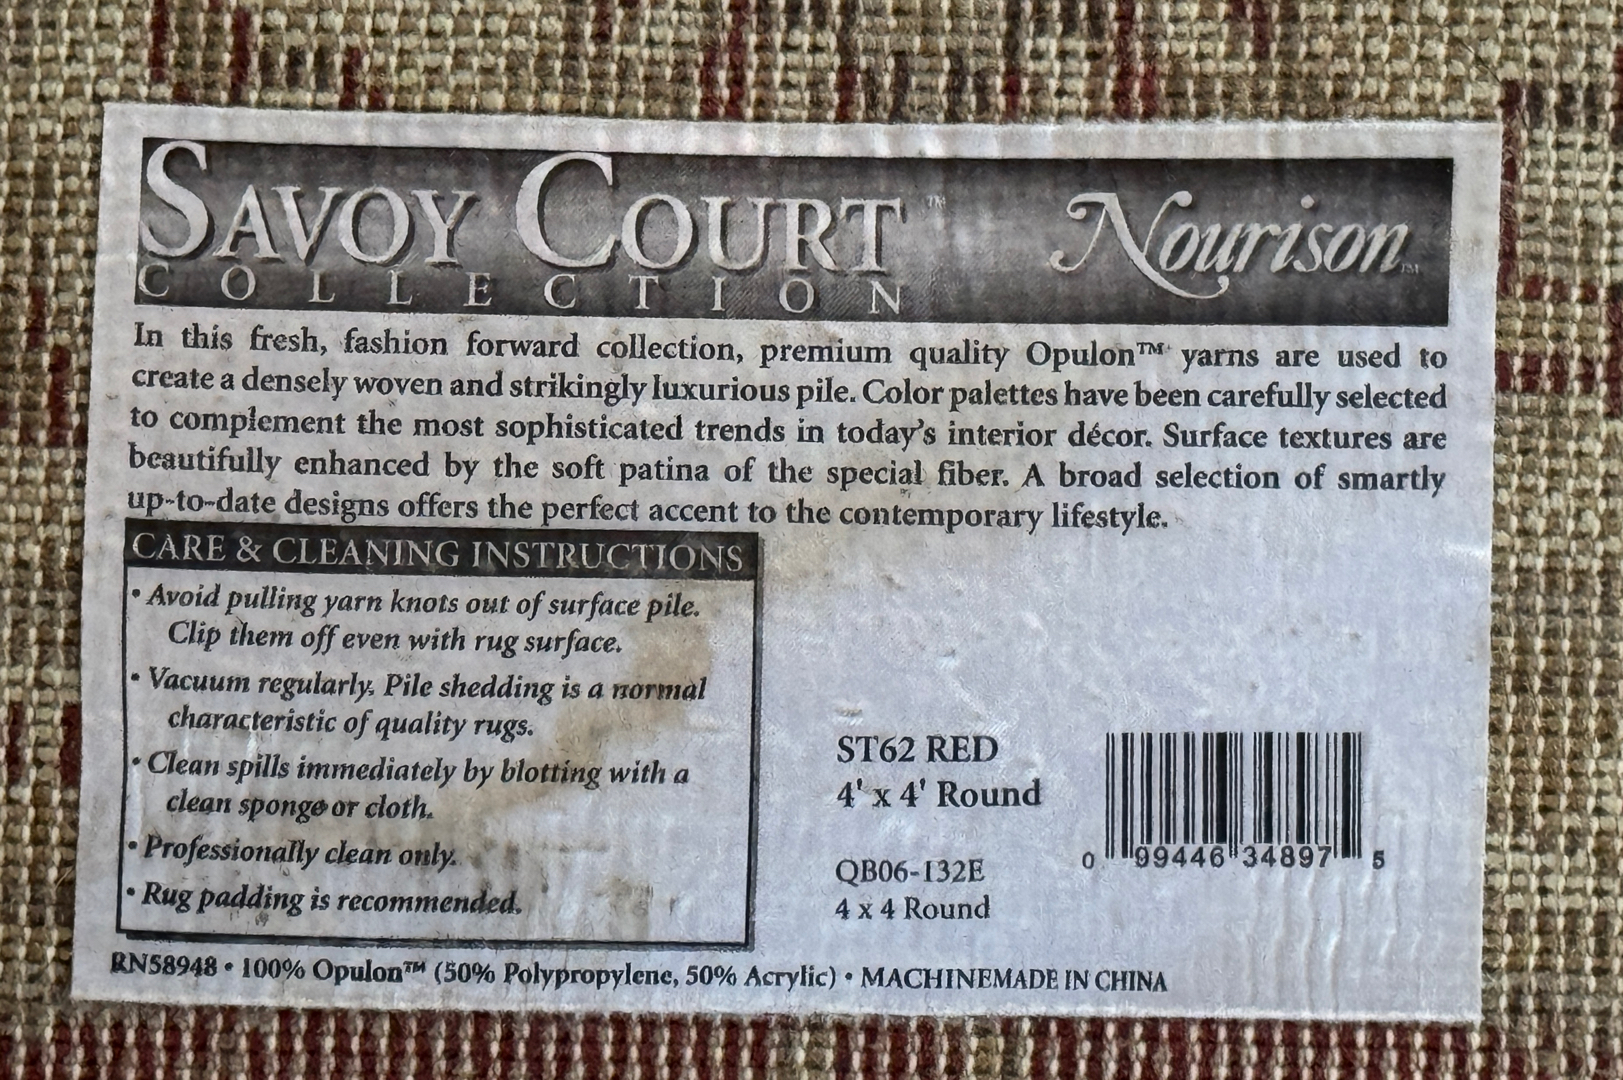 SAVOY COURT™
COLLECTION
Nourison™
In this fresh, fashion forward collection, premium quality Opulon™ yarns are used to
create a densely woven and strikingly luxurious pile. Color palettes have been carefully selected
to complement the most sophisticated trends in today's interior décor. Surface textures are
beautifully enhanced by the soft patina of the special fiber. A broad selection of smartly
up-to-date designs offers the perfect accent to the contemporary lifestyle.
CARE & CLEANING INSTRUCTIONS
• Avoid pulling yarn knots out of surface pile.
Clip them off even with rug surface.
• Vacuum regularly. Pile shedding is a normal
characteristic of quality rugs.
• Clean spills immediately by blotting with a
clean sponge or cloth.
• Professionally clean only.
• Rug padding is recommended.
ST62 RED
4' x 4' Round
QB06-132E
4 x 4 Round
0 99446 34897 5
RN58948 • 100% Opulon™ (50% Polypropylene, 50% Acrylic) • MACHINEMADE IN CHINA